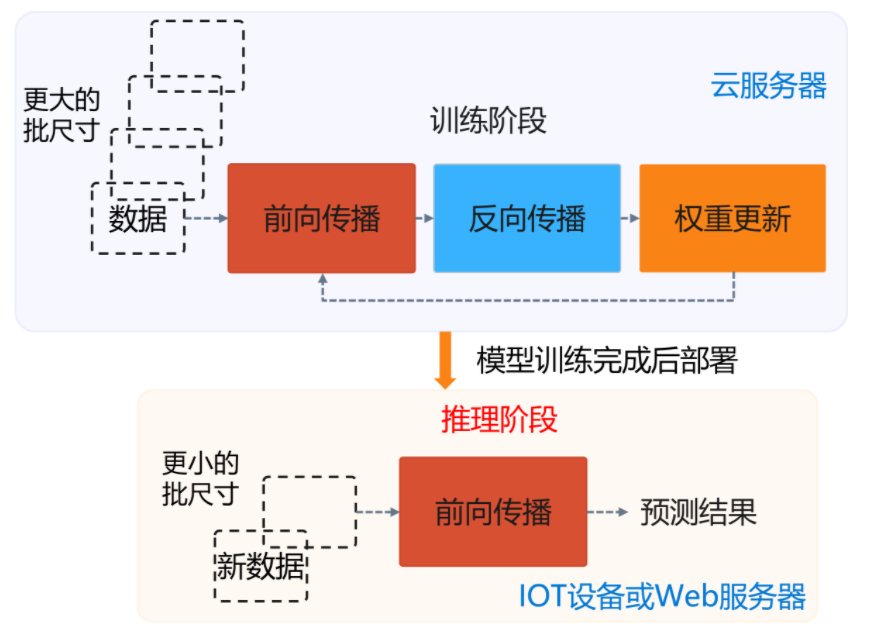 更大的
批尺寸
云服务器
训练阶段
数据
前向传播
反向传播
权重更新
模型训练完成后部署
推理阶段
更小的
批尺寸
新数据
前向传播
预测结果
IOT设备或Web服务器